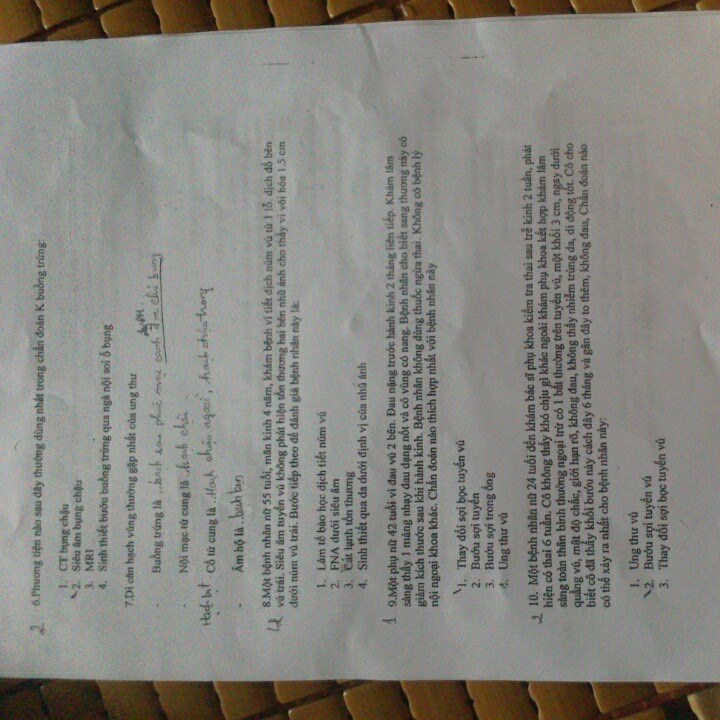 2 6.Phương tiện nào sau đây thường dùng nhất trong chẩn đoán K buồng trứng:
1. CT bụng chậu
2. Siêu âm bụng chậu
3. MRI
4. Sinh thiết bướu buồng trứng qua ngã nội soi ổ bụng
7.Di căn hạch vùng thường gặp nhất của ung thư
- Buồng trứng là ..hạch sau phúc mạc cạnh đm chủ bụng
- Nội mạc tử cung là ..hạch chậu
Hạch bịt Cổ tử cung là ..Hạch chậu ngoài, hạch chậu trong
- Âm hộ là .hạch bẹn
4 8.Một bệnh nhân nữ 55 tuổi, mãn kinh 4 năm, khám bệnh vì tiết dịch núm vú từ 1 lỗ, dịch đỏ bên
vú trái. Siêu âm tuyến vú không phát hiện tổn thương hai bên nhũ ảnh cho thấy vi vôi hóa 1.5 cm
dưới núm vú trái. Bước tiếp theo để đánh giá bệnh nhân này là:
1. Làm tế bào học dịch tiết núm vú
2. FNA dưới siêu âm
3. Cắt lạnh tổn thương
4. Sinh thiết qua da dưới định vị của nhũ ảnh
1 9.Một phụ nữ 42 tuổi vì đau vú 2 bên. Đau nặng trước hành kinh 2 tháng liên tiếp. Khám lâm
sàng thấy 1 mảng nhạy đau dạng nốt và có vùng có nang. Bệnh nhân cho biết sang thương này có
giảm kích thước sau khi hành kinh. Bệnh nhân không dùng thuốc ngừa thai. Không có bệnh lý
nội ngoại khoa khác. Chẩn đoán nào thích hợp nhất với bệnh nhân này
1. Thay đổi sợi bọc tuyến vú
2. Bướu sợi tuyến
3. Bướu sợi trong ống
4. Ung thư vú
2 10. Một bệnh nhân nữ 24 tuổi đến khám bác sĩ phụ khoa kiểm tra thai sau trễ kinh 2 tuần, phát
hiện có thai 6 tuần. Cô không thấy khó chịu gì khác ngoài khám phụ khoa kết hợp khám lâm
sàng toàn thân bình thường ngoại trừ có 1 bất thường trên tuyến vú, một khối 3 cm, ngay dưới
quầng vú, mật độ chắc, giới hạn rõ, không đau, không thấy nhiễm trùng da, di động tốt. Cô cho
biết cô đã thấy khối bướu này cách đây 6 tháng và gần đây to thêm, không đau, Chẩn đoán nào
có thể xảy ra nhất cho bệnh nhân này:
1. Ung thư vú
2. Bướu sợi tuyến vú
3. Thay đổi sợi bọc tuyến vú